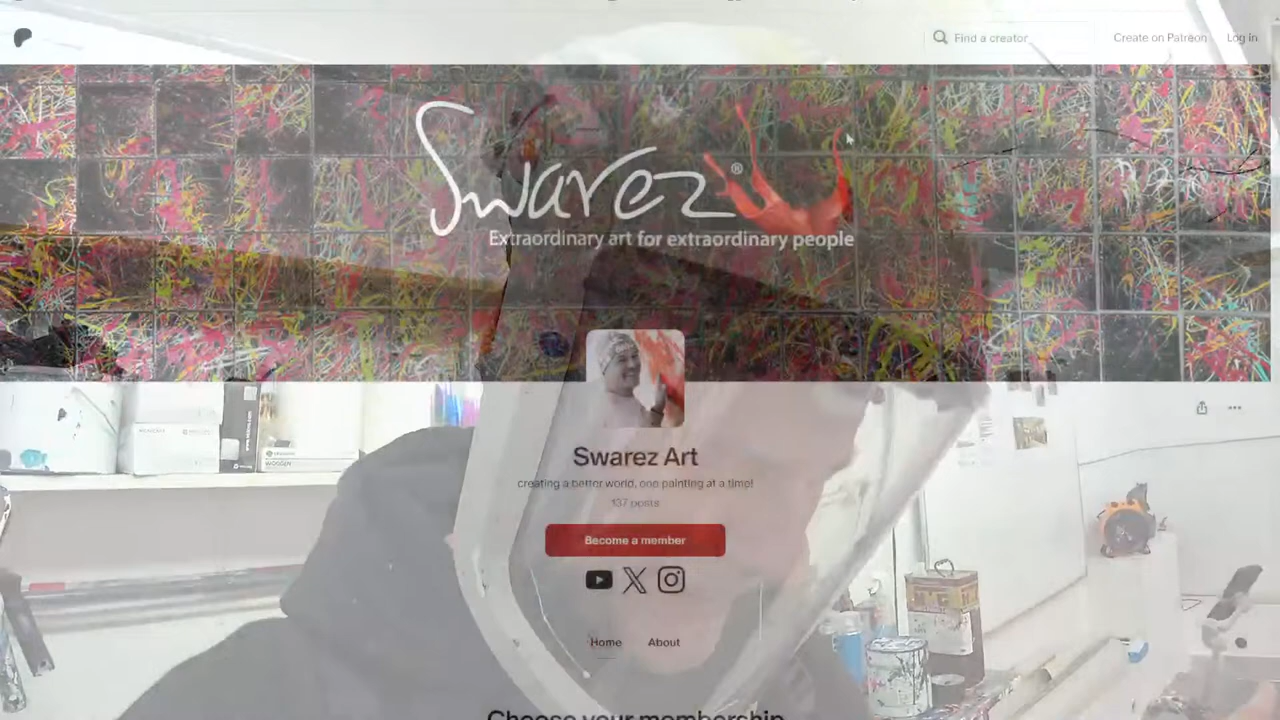 Find a creator
Create on Patreon
Log in
Swarez®
Extraordinary art for extraordinary people
Swarez Art
creating a better world, one painting at a time!
137 posts
Become a member
Home
About
Choose your membership